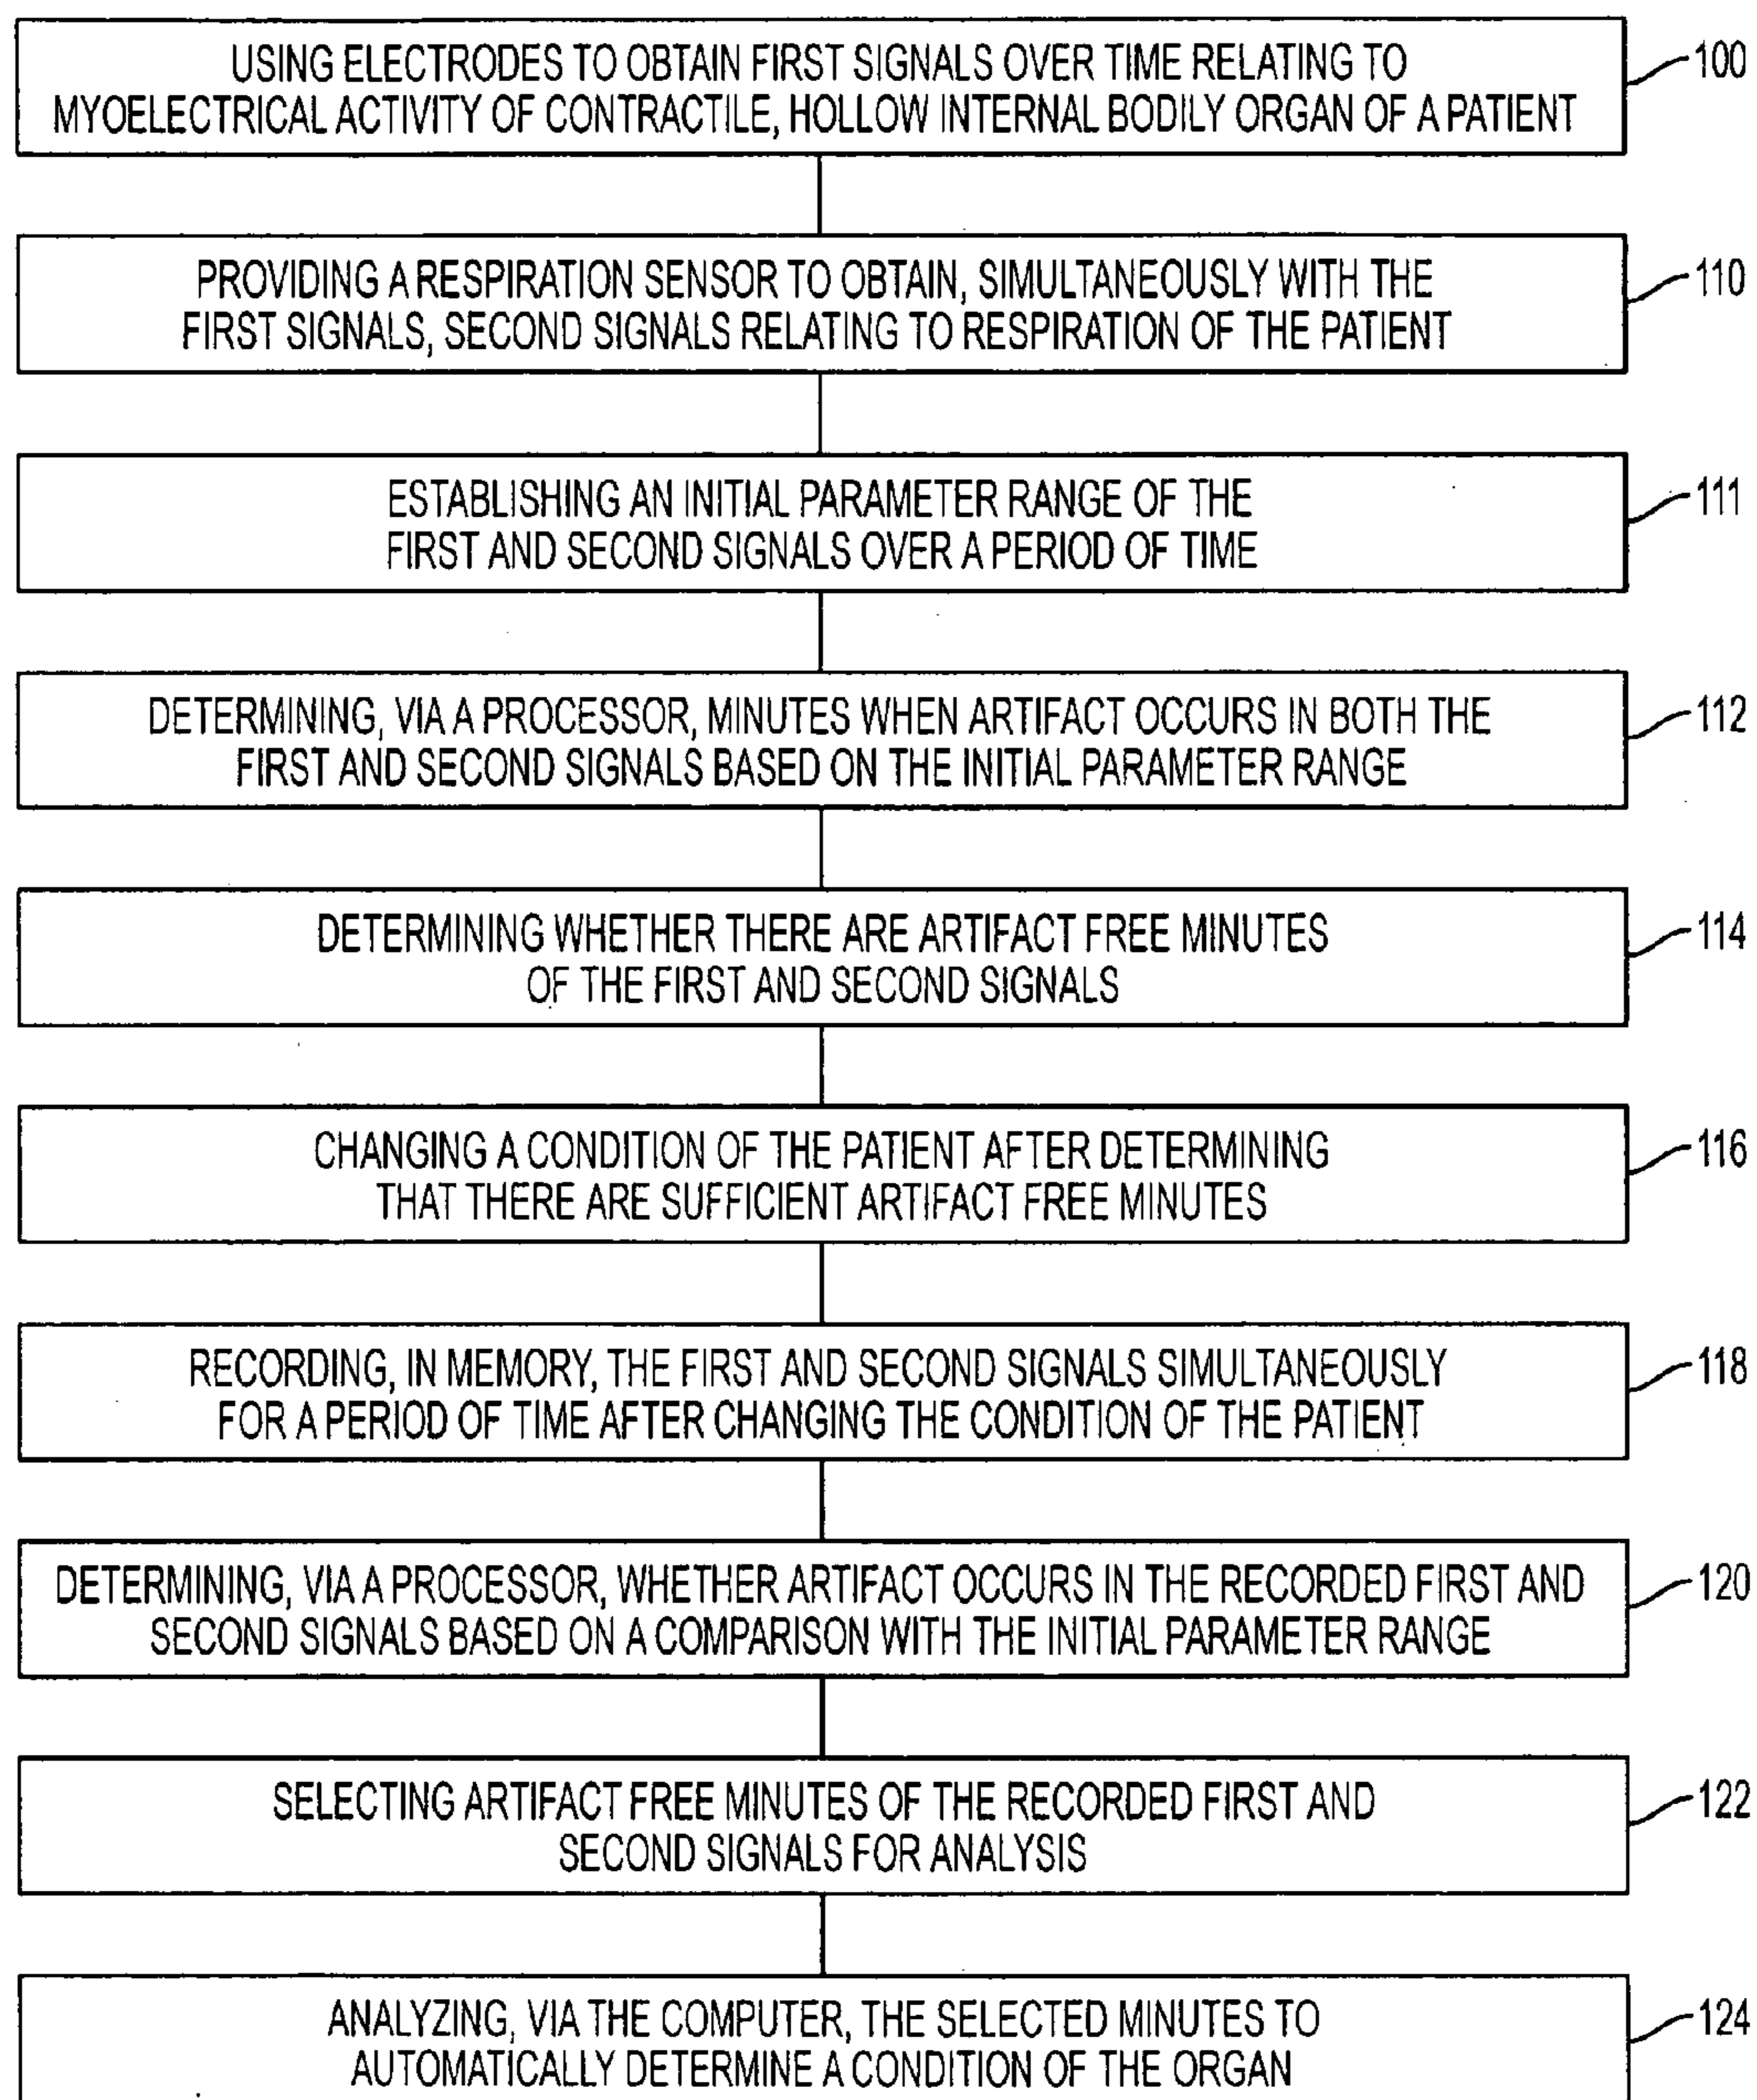 USING ELECTRODES TO OBTAIN FIRST SIGNALS OVER TIME RELATING TO
MYOELECTRICAL ACTIVITY OF CONTRACTILE, HOLLOW INTERNAL BODILY ORGAN OF A PATIENT
100
PROVIDING A RESPIRATION SENSOR TO OBTAIN, SIMULTANEOUSLY WITH THE
FIRST SIGNALS, SECOND SIGNALS RELATING TO RESPIRATION OF THE PATIENT
110
ESTABLISHING AN INITIAL PARAMETER RANGE OF THE
FIRST AND SECOND SIGNALS OVER A PERIOD OF TIME
111
DETERMINING, VIA A PROCESSOR, MINUTES WHEN ARTIFACT OCCURS IN BOTH THE
FIRST AND SECOND SIGNALS BASED ON THE INITIAL PARAMETER RANGE
112
DETERMINING WHETHER THERE ARE ARTIFACT FREE MINUTES
OF THE FIRST AND SECOND SIGNALS
114
CHANGING A CONDITION OF THE PATIENT AFTER DETERMINING
THAT THERE ARE SUFFICIENT ARTIFACT FREE MINUTES
116
RECORDING, IN MEMORY, THE FIRST AND SECOND SIGNALS SIMULTANEOUSLY
FOR A PERIOD OF TIME AFTER CHANGING THE CONDITION OF THE PATIENT
118
DETERMINING, VIA A PROCESSOR, WHETHER ARTIFACT OCCURS IN THE RECORDED FIRST AND
SECOND SIGNALS BASED ON A COMPARISON WITH THE INITIAL PARAMETER RANGE
120
SELECTING ARTIFACT FREE MINUTES OF THE RECORDED FIRST AND
SECOND SIGNALS FOR ANALYSIS
122
ANALYZING, VIA THE COMPUTER, THE SELECTED MINUTES TO
AUTOMATICALLY DETERMINE A CONDITION OF THE ORGAN
124